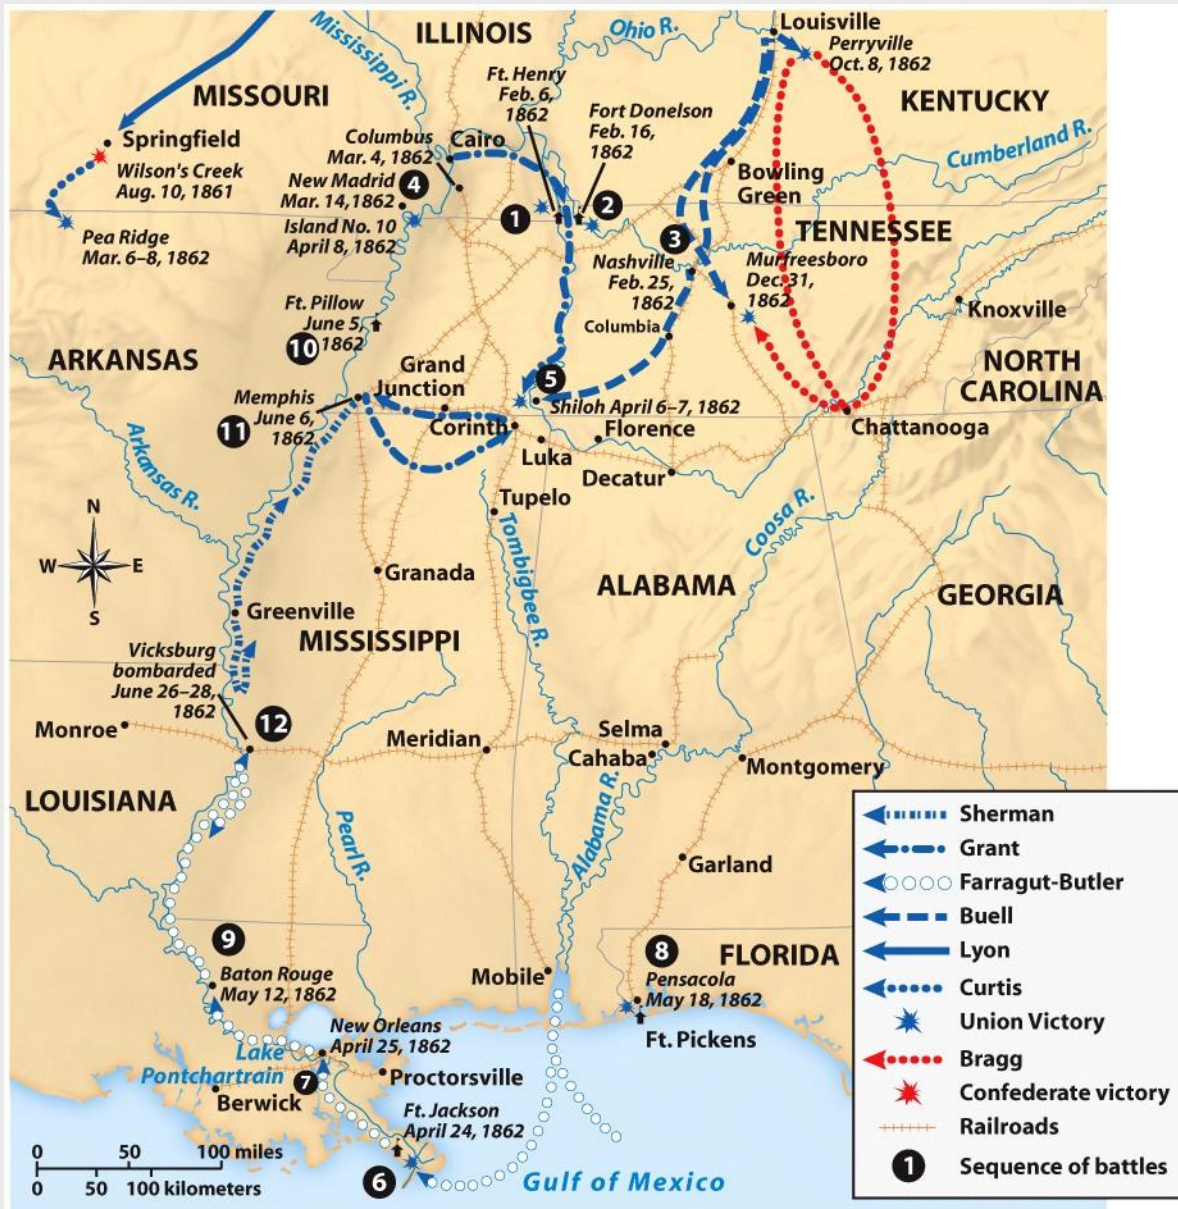 ILLINOIS
Mississippi R.
Ohio R.
Louisville
Perryville
Oct. 8, 1862
MISSOURI
Ft. Henry
Feb. 6,
1862
Fort Donelson
Feb. 16,
1862
KENTUCKY
Springfield
Wilson's Creek
Aug. 10, 1861
Columbus
Mar. 4, 1862
Cairo
Cumberland R.
New Madrid
Mar. 14,1862
4
Bowling
Green
1
2
Island No. 10
April 8, 1862
Pea Ridge
Mar. 6–8, 1862
3
TENNESSEE
Nashville
Feb. 25,
1862
Murfreesboro
Dec. 31,
1862
Knoxville
Ft. Pillow
June 5,
1862
10
Columbia
ARKANSAS
NORTH
CAROLINA
Grand
Junction
5
Memphis
June 6,
1862
11
Shiloh April 6–7, 1862
Corinth
Florence
Chattanooga
Luka
Decatur
Arkansas R.
Tupelo
Coosa R.
Tombigbee R.
N
W
E
S
Granada
ALABAMA
GEORGIA
Greenville
MISSISSIPPI
Vicksburg
bombarded
June 26–28,
1862
12
Monroe
Meridian
Selma
Cahaba
Montgomery
LOUISIANA
Pearl R.
Alabama R.
Garland
9
8
FLORIDA
Baton Rouge
May 12, 1862
Mobile
Pensacola
May 18, 1862
New Orleans
April 25, 1862
Ft. Pickens
Lake
Pontchartrain
7
Proctorsville
Berwick
Ft. Jackson
April 24, 1862
6
Gulf of Mexico
0 50 100 miles
0 50 100 kilometers
Sherman
Grant
Farragut-Butler
Buell
Lyon
Curtis
Union Victory
Bragg
Confederate victory
Railroads
1 Sequence of battles